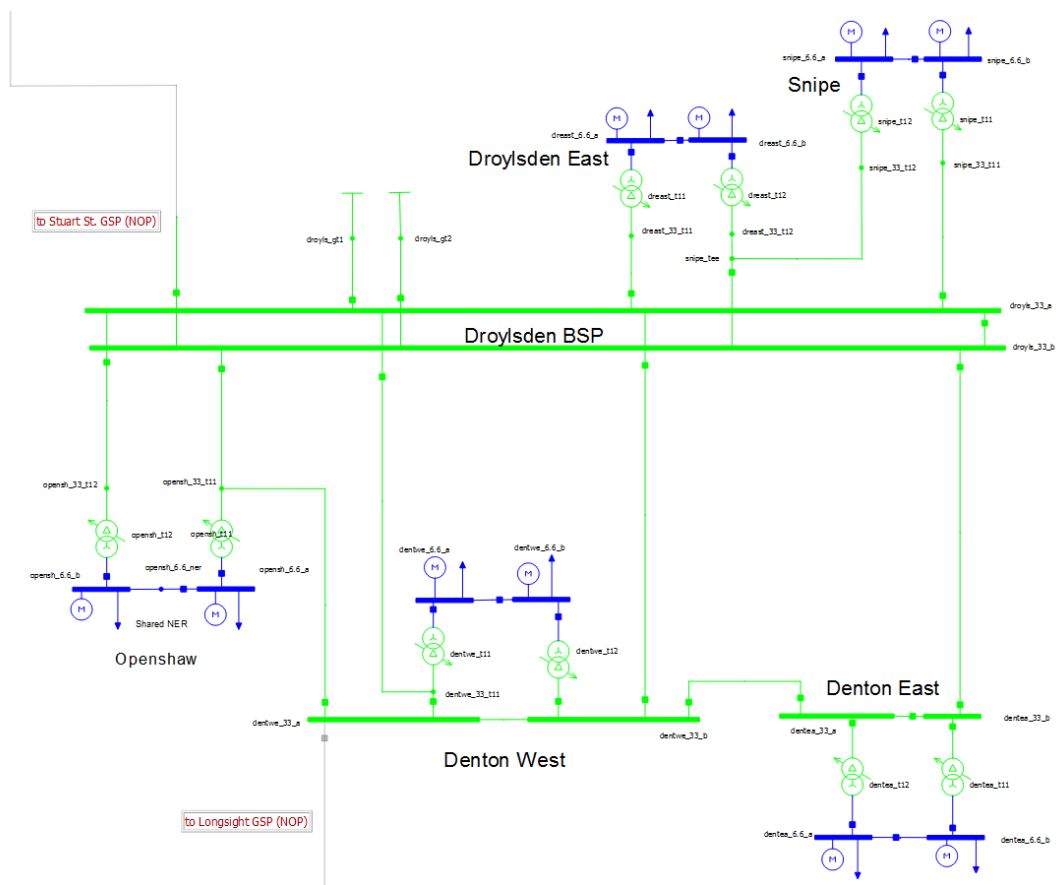 M
M
snipe_6.6_a
snipe_6.6_b
Snipe
snipe_t12
snipe_t11
M
M
dreast_6.6_a
dreast_6.6_b
Droylsden East
snipe_33_t12
snipe_33_t11
dreast_t11
dreast_t12
to Stuart St. GSP (NOP)
droyls_gt1
droyls_gt2
dreast_33_t11
dreast_33_t12
snipe_tee
droyls_33_a
Droylsden BSP
droyls_33_b
opensh_33_t12
opensh_33_t11
opensh_t12
opensh_t11
dentwe_6.6_a
dentwe_6.6_b
opensh_6.6_b
opensh_6.6_ner
opensh_6.6_a
M
M
M
M
Shared NER
Openshaw
dentwe_t11
dentwe_t12
dentwe_33_t11
Denton East
dentwe_33_a
dentwe_33_b
dentea_33_a
dentea_33_b
Denton West
dentea_t12
dentea_t11
to Longsight GSP (NOP)
dentea_6.6_a
dentea_6.6_b
M
M